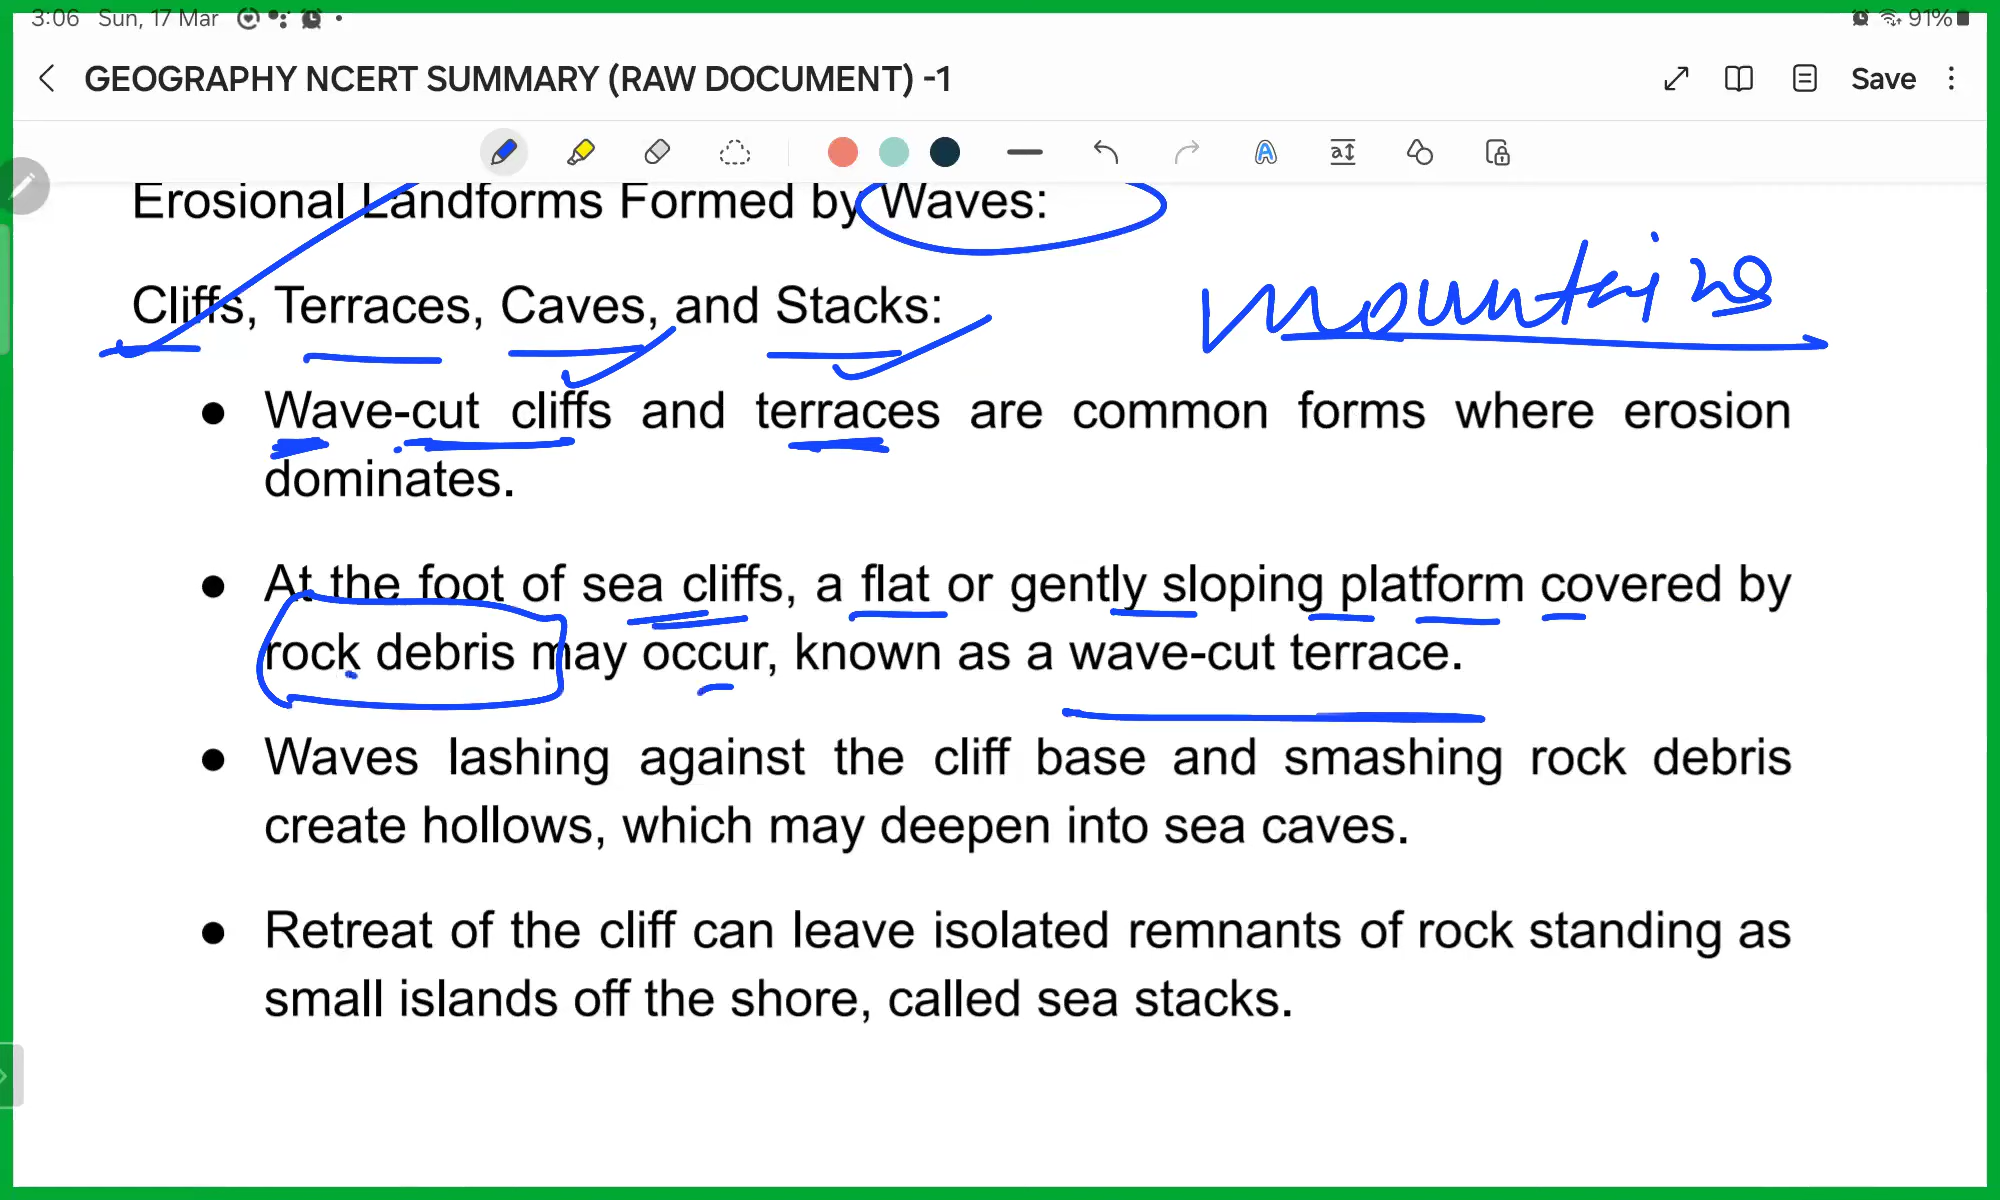 3:06 Sun, 17 Mar
91%
GEOGRAPHY NCERT SUMMARY (RAW DOCUMENT) -1
Save
Erosional Landforms Formed by Waves:
Cliffs, Terraces, Caves, and Stacks:
● Wave-cut cliffs and terraces are common forms where erosion
dominates.
● At the foot of sea cliffs, a flat or gently sloping platform covered by
rock debris may occur, known as a wave-cut terrace.
● Waves lashing against the cliff base and smashing rock debris
create hollows, which may deepen into sea caves.
● Retreat of the cliff can leave isolated remnants of rock standing as
small islands off the shore, called sea stacks.